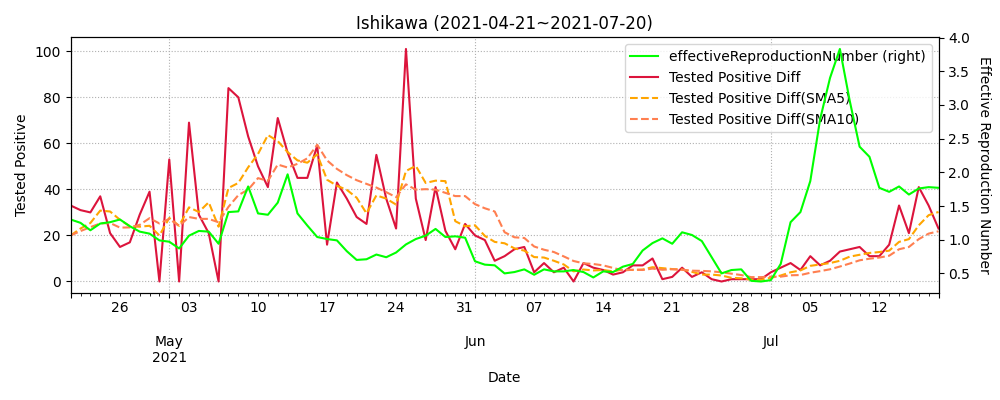 Ishikawa (2021-04-21~2021-07-20)
effectiveReproductionNumber (right)
Tested Positive Diff
Tested Positive Diff(SMA5)
Tested Positive Diff(SMA10)
Tested Positive
100
80
60
40
20
0
4.0
3.5
3.0
2.5
2.0
1.5
1.0
0.5
Effective Reproduction Number
26 03 10 17 24 31 07 14 21 28 05 12
May Jun Jul
2021
Date